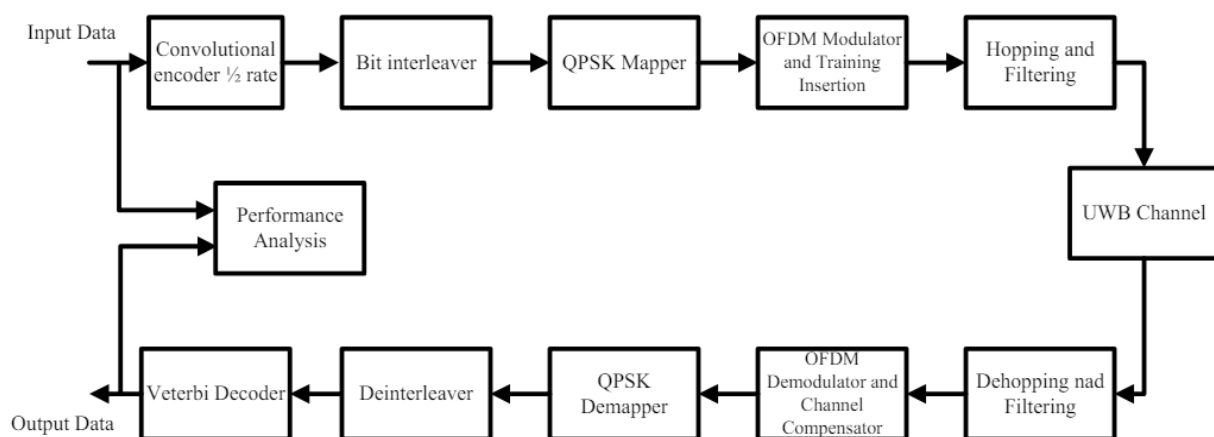 Input Data
Convolutional
encoder ½ rate
Bit interleaver
QPSK Mapper
OFDM Modulator
and Training
Insertion
Hopping and
Filtering
Performance
Analysis
UWB Channel
Output Data
Veterbi Decoder
Deinterleaver
QPSK
Demapper
OFDM
Demodulator and
Channel
Compensator
Dehopping nad
Filtering